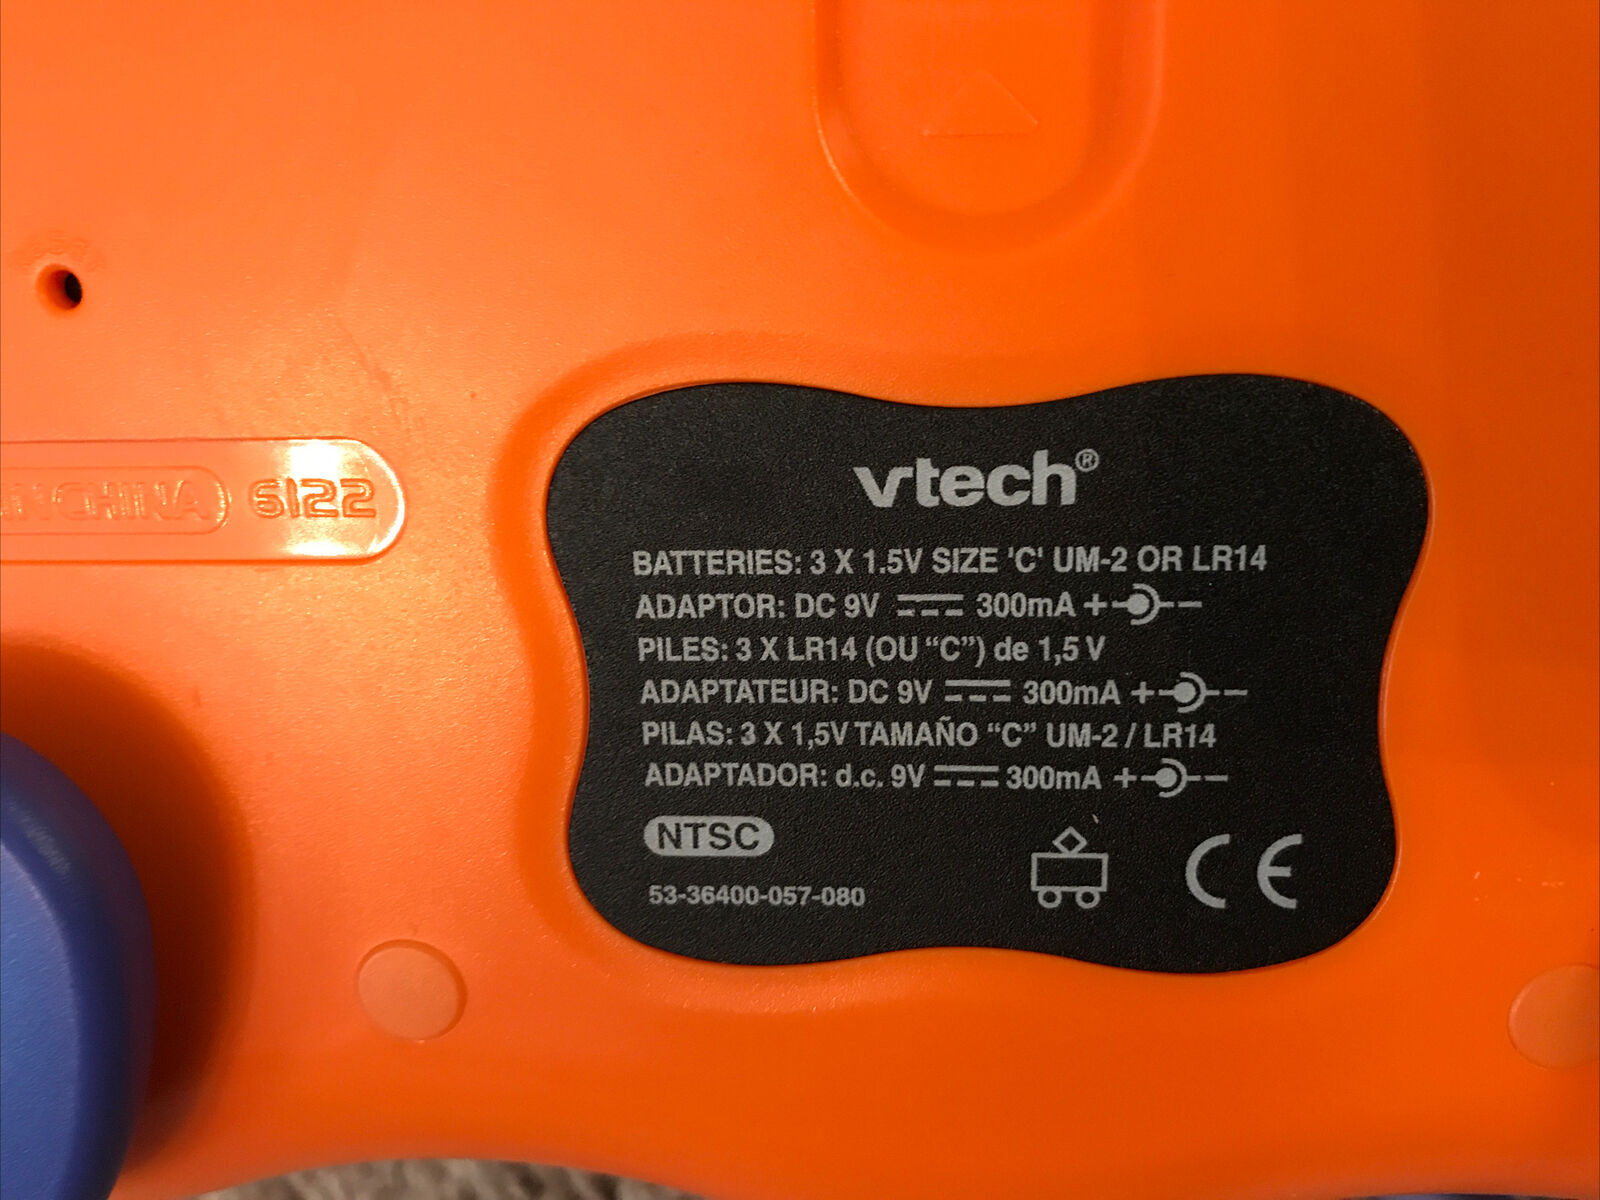 IN CHINA 6122
vtech®
BATTERIES: 3 X 1.5V SIZE 'C' UM-2 OR LR14
ADAPTOR: DC 9V ⎓ 300mA +-
PILES: 3 X LR14 (OU “C”) de 1,5 V
ADAPTATEUR: DC 9V ⎓ 300mA +-
PILAS: 3 X 1,5V TAMAÑO “C” UM-2 / LR14
ADAPTADOR: d.c. 9V ⎓ 300mA +-
NTSC
53-36400-057-080
CE